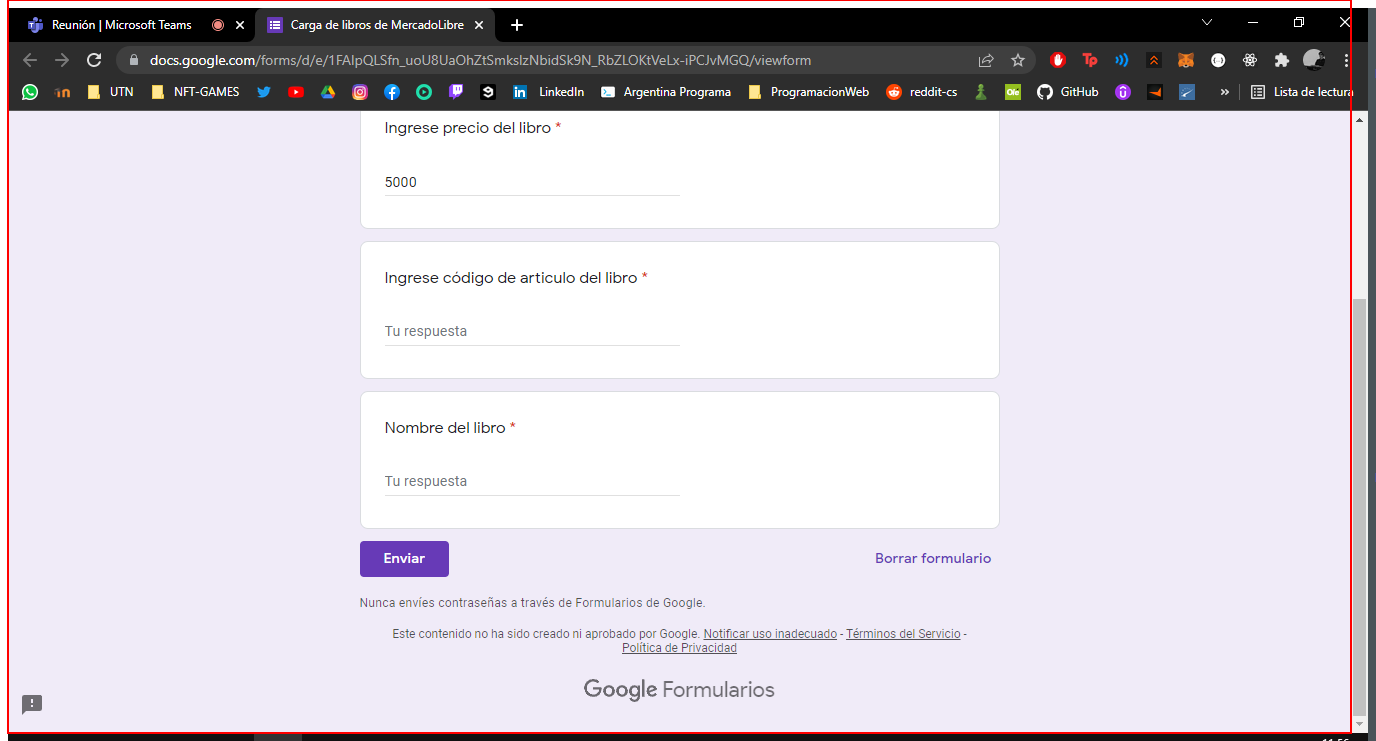 Reunión | Microsoft Teams
Carga de libros de MercadoLibre
docs.google.com/forms/d/e/1FAIpQLSfn_uoU8UaOhZtSmksIzNbidSk9N_RbZLOKtVeLx-iPCJvMGQ/viewform
UTN NFT-GAMES LinkedIn Argentina Programa ProgramacionWeb reddit-cs GitHub » Lista de lectura
Ingrese precio del libro *
5000
Ingrese código de articulo del libro *
Tu respuesta
Nombre del libro *
Tu respuesta
Enviar
Borrar formulario
Nunca envíes contraseñas a través de Formularios de Google.
Este contenido no ha sido creado ni aprobado por Google. Notificar uso inadecuado - Términos del Servicio -
Política de Privacidad
Google Formularios